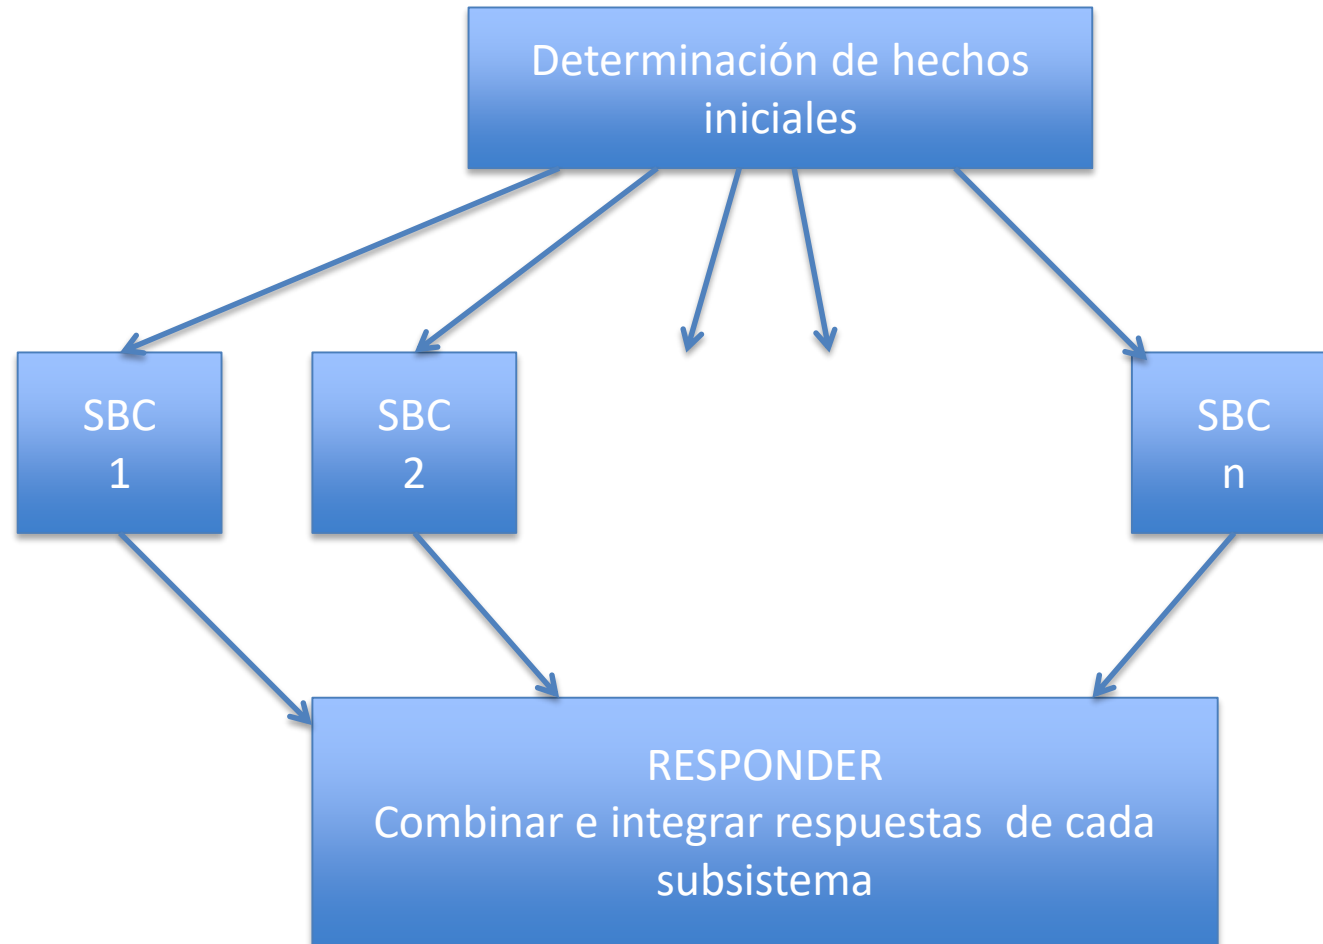 Determinación de hechos
iniciales
SBC
1
SBC
2
SBC
n
RESPONDER
Combinar e integrar respuestas  de cada
subsistema